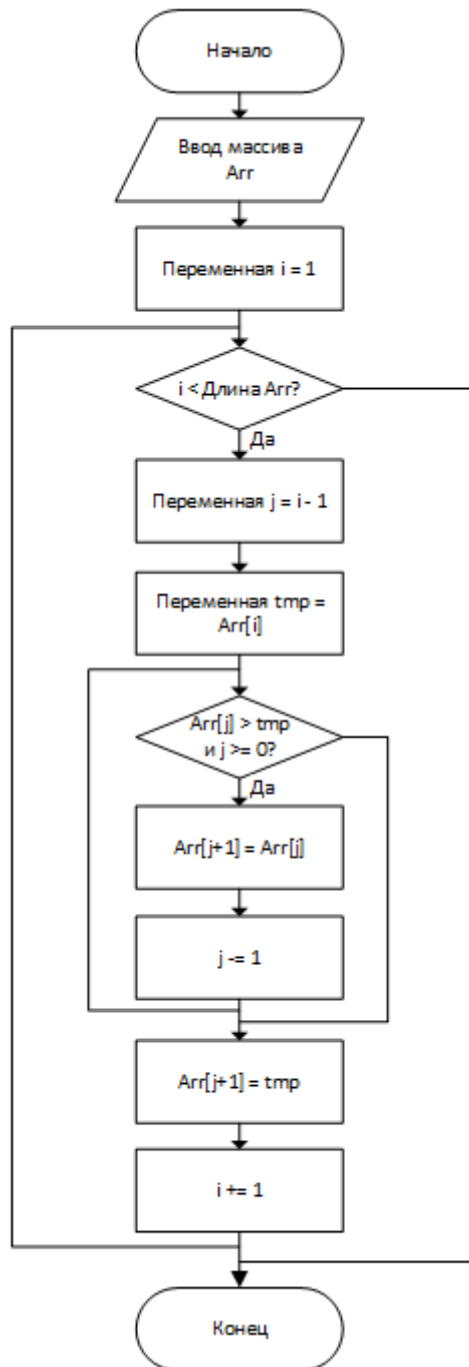 Начало
Ввод массива
Arr
Переменная i = 1
i < Длина Arr?
Да
Переменная j = i - 1
Переменная tmp =
Arr[i]
Arr[j] > tmp
и j >= 0?
Да
Arr[j+1] = Arr[j]
j -= 1
Arr[j+1] = tmp
i += 1
Конец